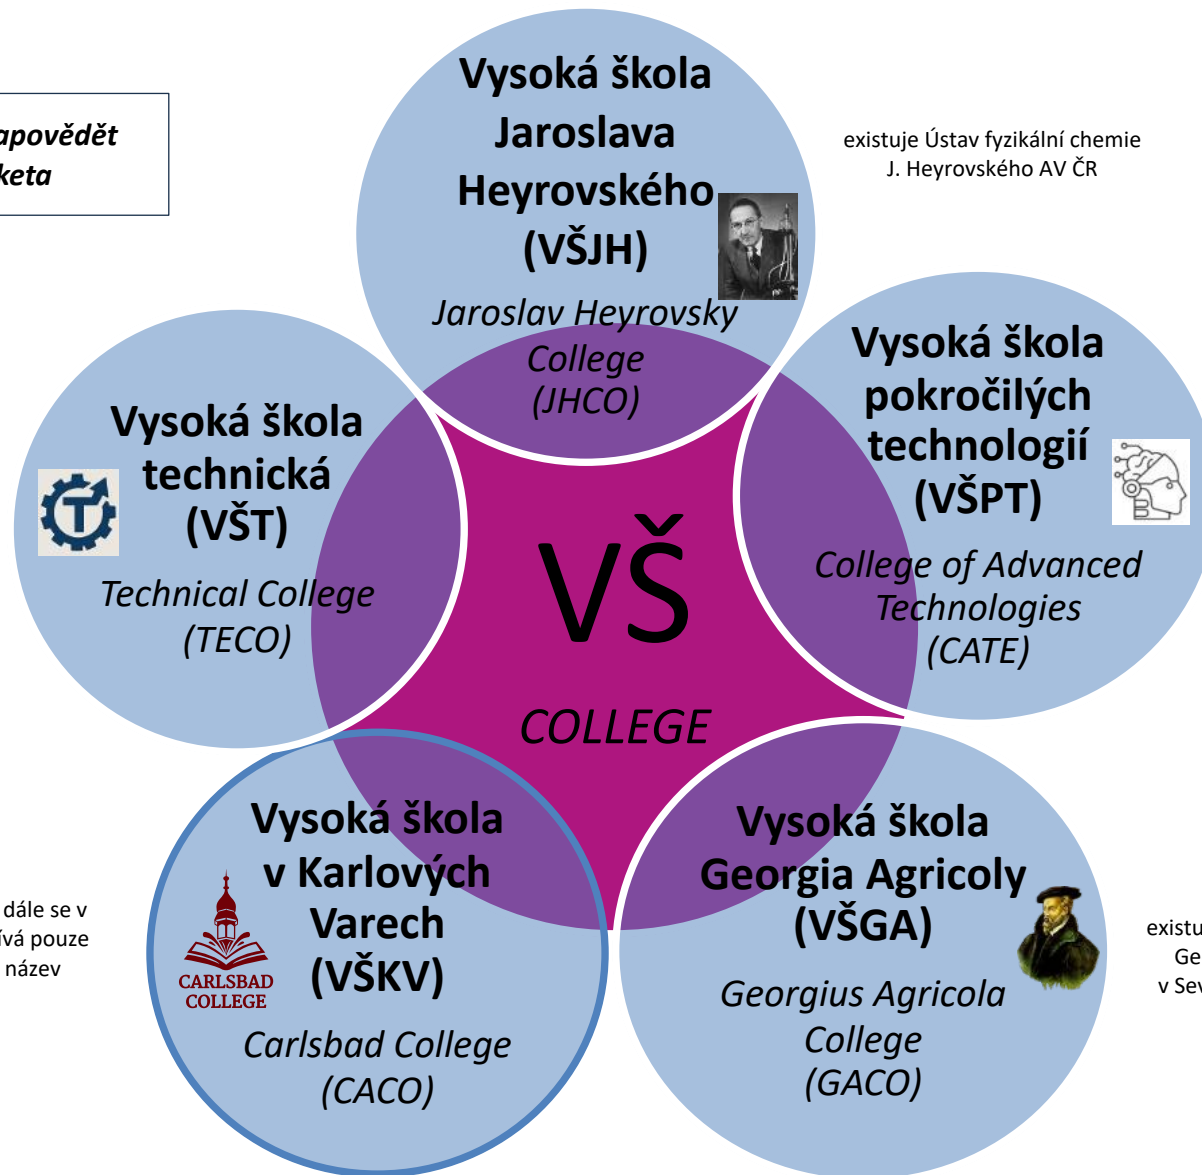 Vysoká škola
Jaroslava
Heyrovského
(VŠJH)
Jaroslav Heyrovsky
College
(JHCO)
apovědět
keta
existuje Ústav fyzikální chemie
J. Heyrovského AV ČR
Vysoká škola
technická
(VŠT)
Technical College
(TECO)
T
Vysoká škola
pokročilých
technologií
(VŠPT)
College of Advanced
Technologies
(CATE)
VŠ
COLLEGE
Vysoká škola
v Karlových
Varech
(VŠKV)
Carlsbad College
(CACO)
CARLSBAD
COLLEGE
dále se v
ívá pouze
název
Vysoká škola
Georgia Agricoly
(VŠGA)
Georgius Agricola
College
(GACO)
existu
Ge
v Sev